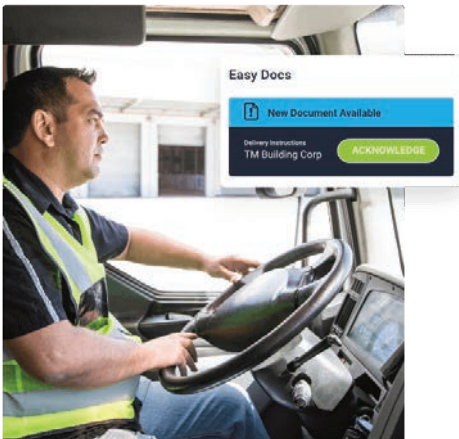 Easy Docs
New Document Available
Delivery Instructions
TM Building Corp
ACKNOWLEDGE